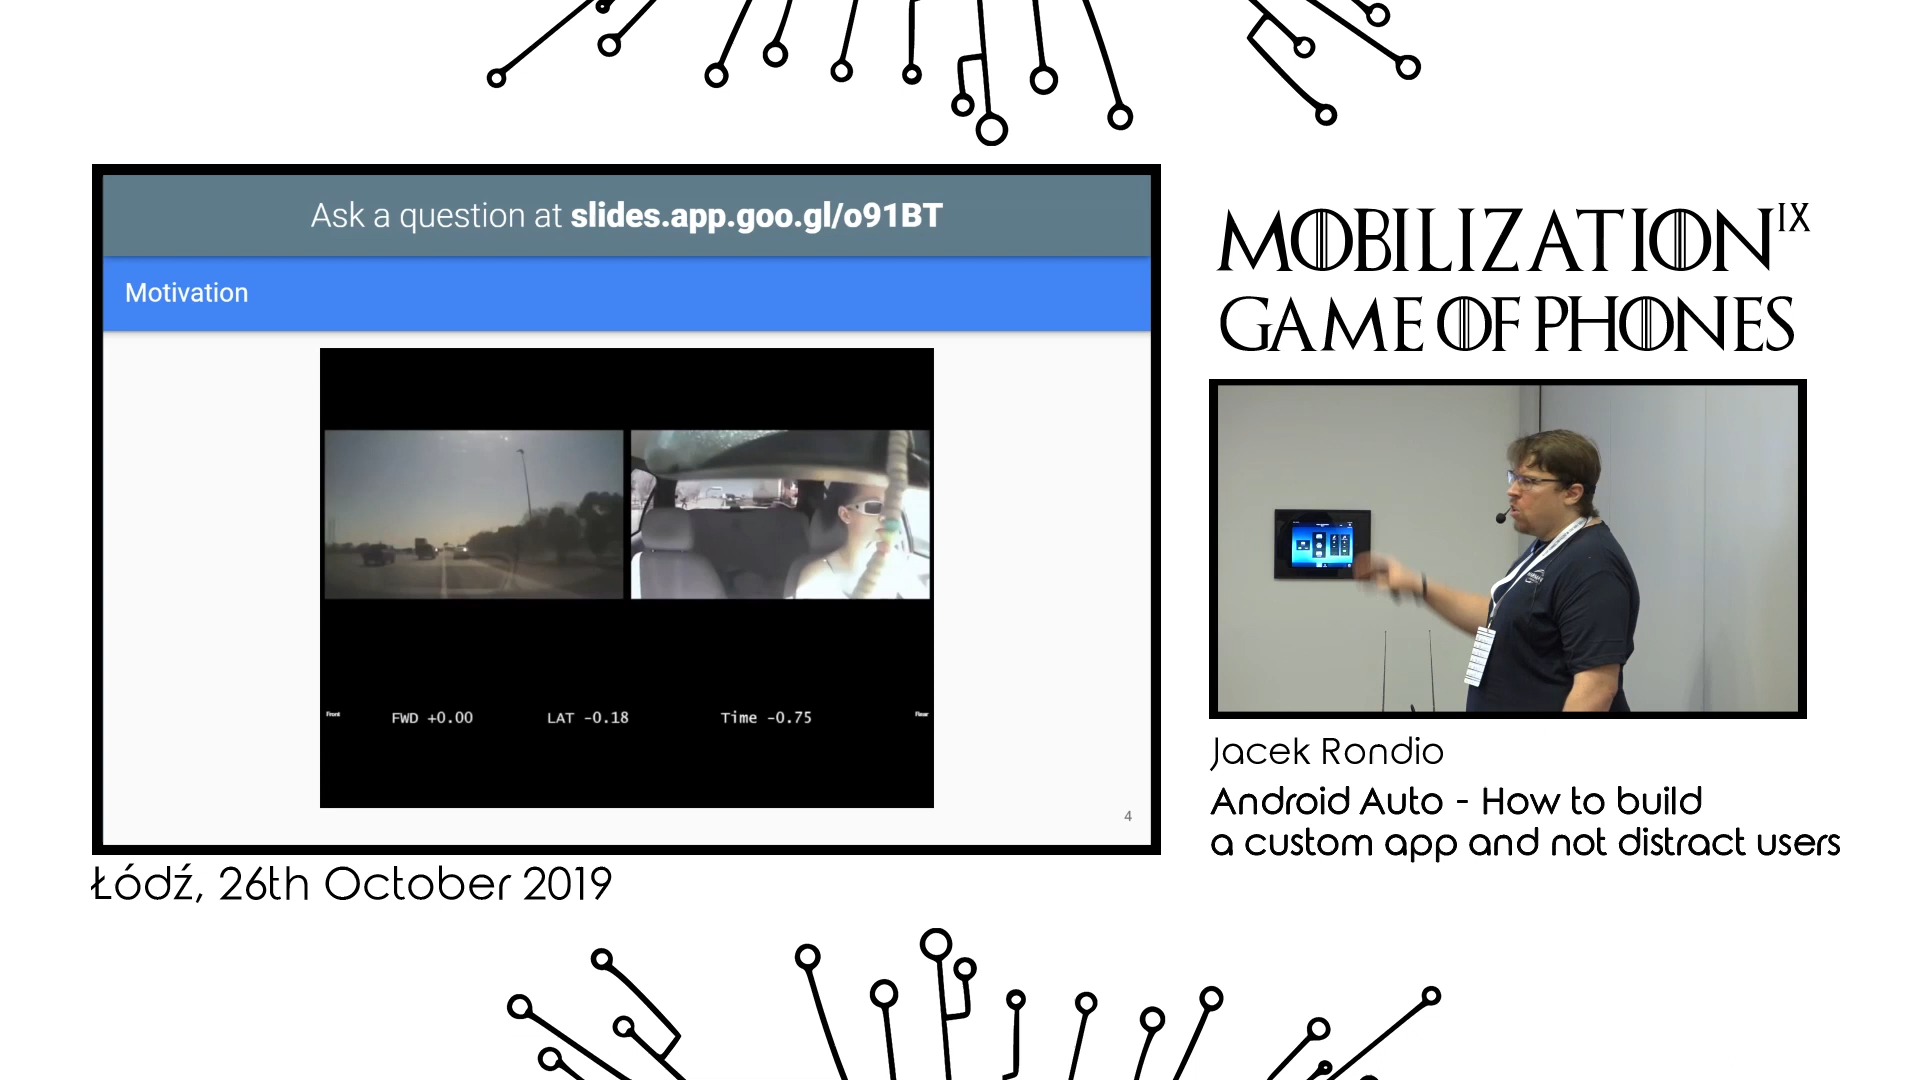 Ask a question at slides.app.goo.gl/o91BT
Motivation
Front
FWD +0.00
LAT -0.18
Time -0.75
Rear
4
MOBILIZATION IX
GAME OF PHONES
Jacek Rondio
Android Auto - How to build
a custom app and not distract users
Łódź, 26th October 2019